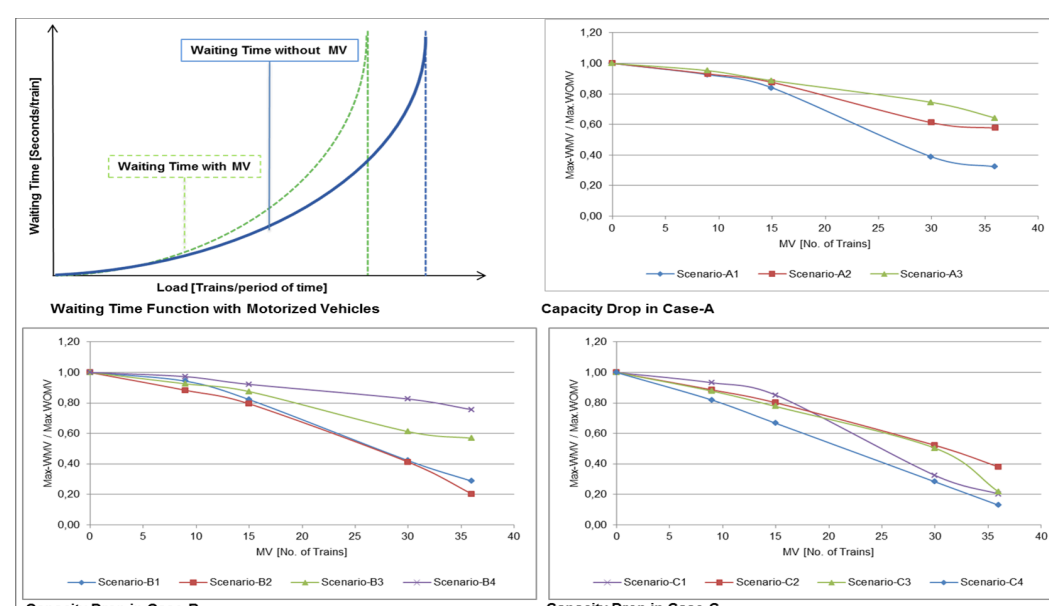 Waiting Time [Seconds/train]
Waiting Time without MV
Waiting Time with MV
Load [Trains/period of time]
Waiting Time Function with Motorized Vehicles
1,20
1,00
0,80
0,60
0,40
0,20
0,00
Max-WMV / Max.WOMV
0 5 10 15 20 25 30 35 40
MV [No. of Trains]
Scenario-A1 Scenario-A2 Scenario-A3
Capacity Drop in Case-A
1,20
1,00
0,80
0,60
0,40
0,20
0,00
Max-WMV / Max.WOMV
0 5 10 15 20 25 30 35 40
MV [No. of Trains]
Scenario-B1 Scenario-B2 Scenario-B3 Scenario-B4
1,20
1,00
0,80
0,60
0,40
0,20
0,00
Max-WMV / Max.WOMV
0 5 10 15 20 25 30 35 40
MV [No. of Trains]
Scenario-C1 Scenario-C2 Scenario-C3 Scenario-C4
Capacity Drop in Case-C